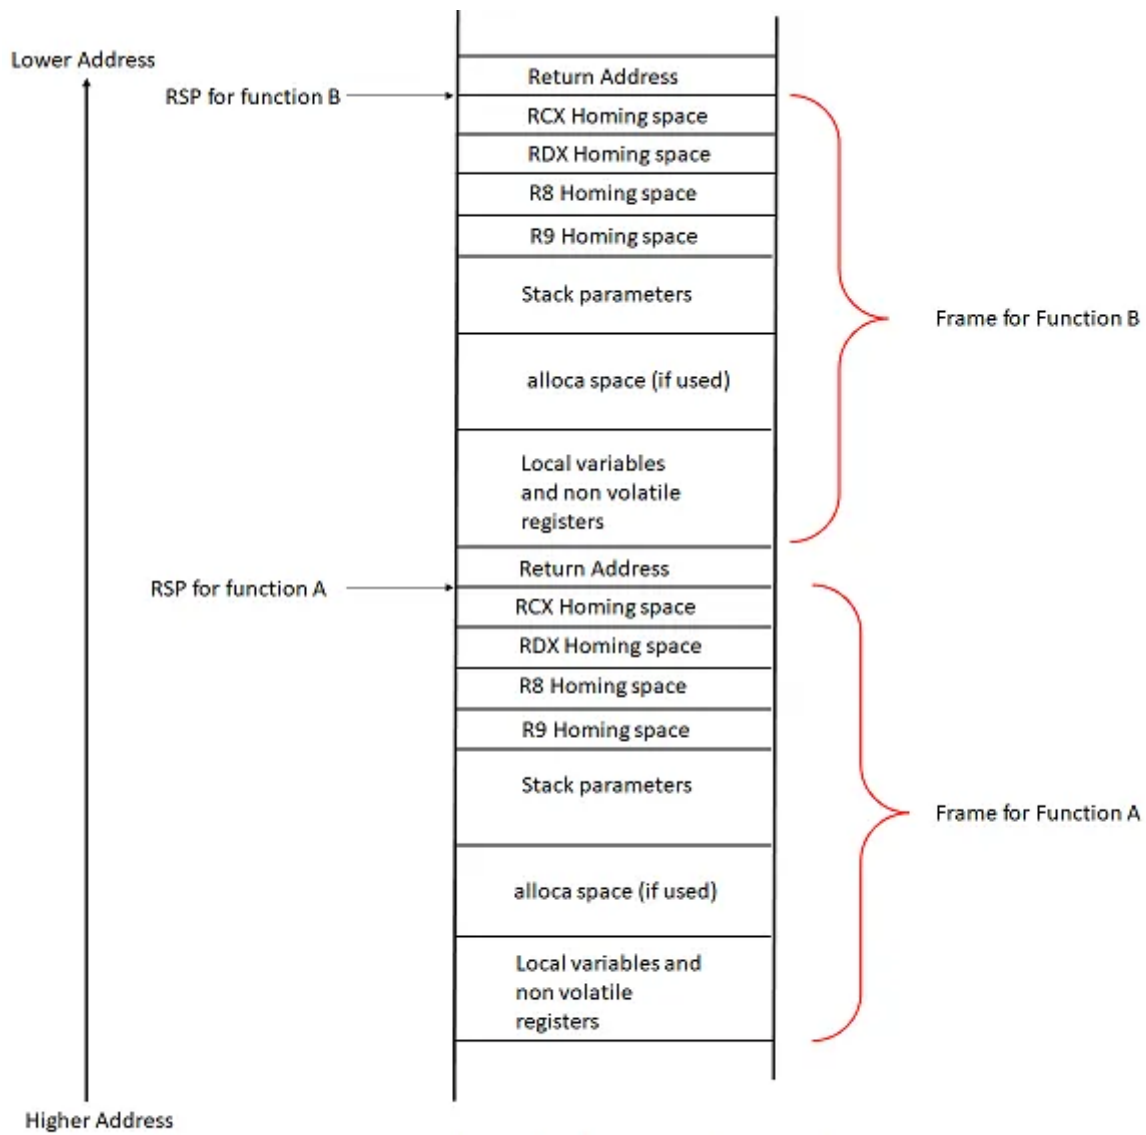 Lower Address
Return Address
RSP for function B
RCX Homing space
RDX Homing space
R8 Homing space
R9 Homing space
Stack parameters
Frame for Function B
alloca space (if used)
Local variables
and non volatile
registers
Return Address
RSP for function A
RCX Homing space
RDX Homing space
R8 Homing space
R9 Homing space
Stack parameters
Frame for Function A
alloca space (if used)
Local variables and
non volatile
registers
Higher Address